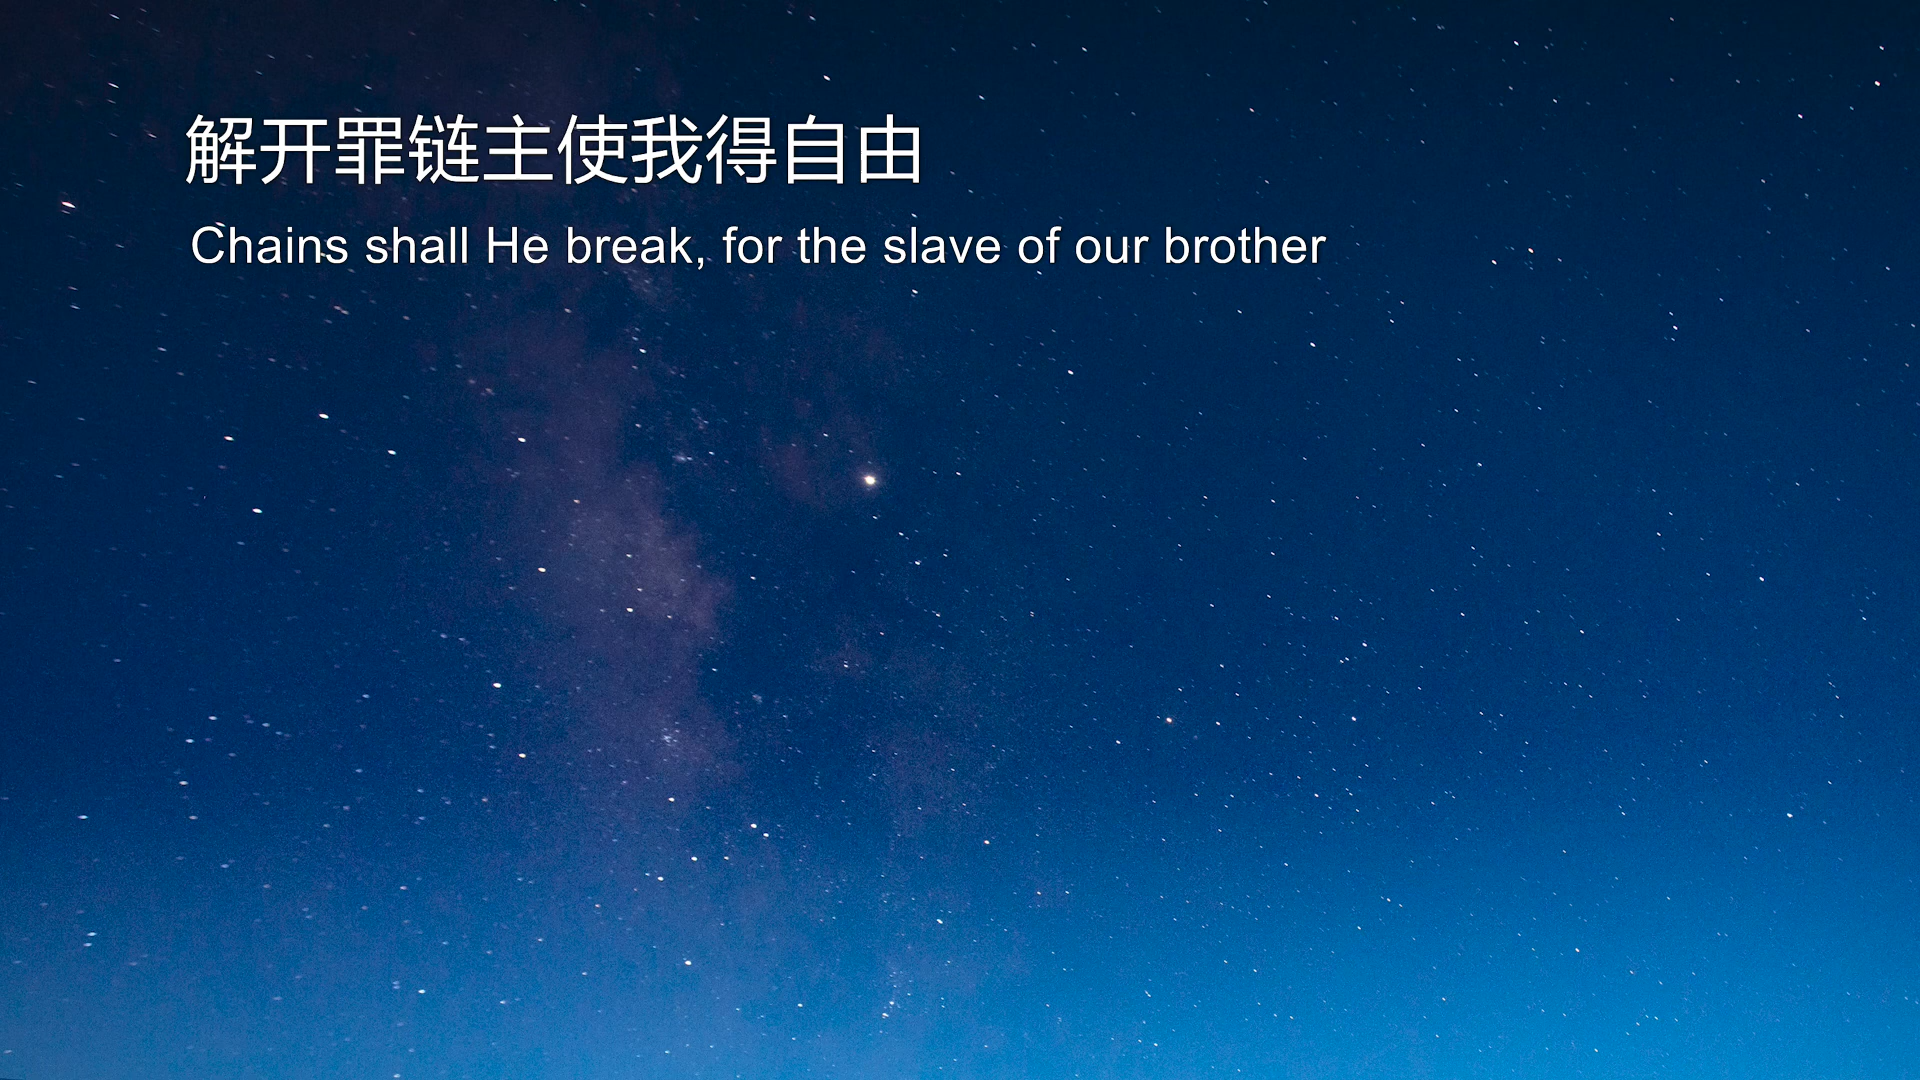 解开罪链主使我得自由
Chains shall He break, for the slave of our brother